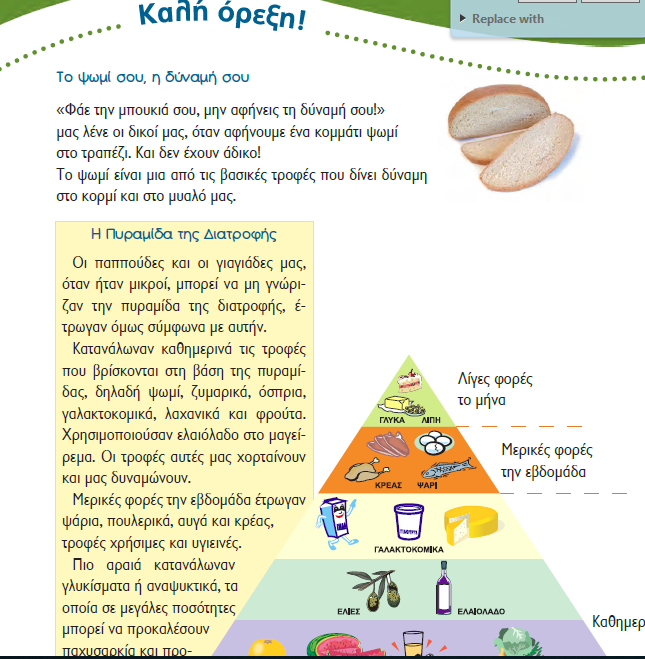 Καλή όρεξη!
Replace with
Το ψωμί σου, η δύναμή σου
«Φάε την μπουκιά σου, μην αφήνεις τη δύναμή σου!»
μας λένε οι δικοί μας, όταν αφήνουμε ένα κομμάτι ψωμί
στο τραπέζι. Και δεν έχουν άδικο!
Το ψωμί είναι μια από τις βασικές τροφές που δίνει δύναμη
στο κορμί και στο μυαλό μας.
Η Πυραμίδα της Διατροφής
Οι παππούδες και οι γιαγιάδες μας,
όταν ήταν μικροί, μπορεί να μη γνώρι-
ζαν την πυραμίδα της διατροφής, έ-
τρωγαν όμως σύμφωνα με αυτήν.
Κατανάλωναν καθημερινά τις τροφές
που βρίσκονται στη βάση της πυραμί-
δας, δηλαδή ψωμί, ζυμαρικά, όσπρια,
γαλακτοκομικά, λαχανικά και φρούτα.
Χρησιμοποιούσαν ελαιόλαδο στο μαγεί-
ρεμα. Οι τροφές αυτές μας χορταίνουν
και μας δυναμώνουν.
Μερικές φορές την εβδομάδα έτρωγαν
ψάρια, πουλερικά, αυγά και κρέας,
τροφές χρήσιμες και υγιεινές.
Πιο αραιά κατανάλωναν
γλυκίσματα ή αναψυκτικά, τα
οποία σε μεγάλες ποσότητες
μπορεί να προκαλέσουν
παχυσαρκία και προ-
ΓΛΥΚΑ ΛΙΠΗ
Λίγες φορές
το μήνα
ΚΡΕΑΣ ΨΑΡΙ
Μερικές φορές
την εβδομάδα
ΓΑΛΑΚΤΟΚΟΜΙΚΑ
ΕΛΙΕΣ ΕΛΑΙΟΛΑΔΟ
Καθημερ